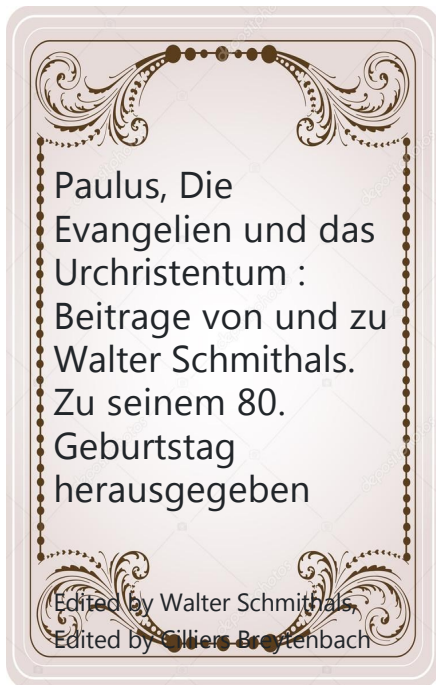 Paulus, Die
Evangelien und das
Urchristentum :
Beitrage von und zu
Walter Schmithals.
Zu seinem 80.
Geburtstag
herausgegeben
Edited by Walter Schmithals,
Edited by Cilliers Breytenbach